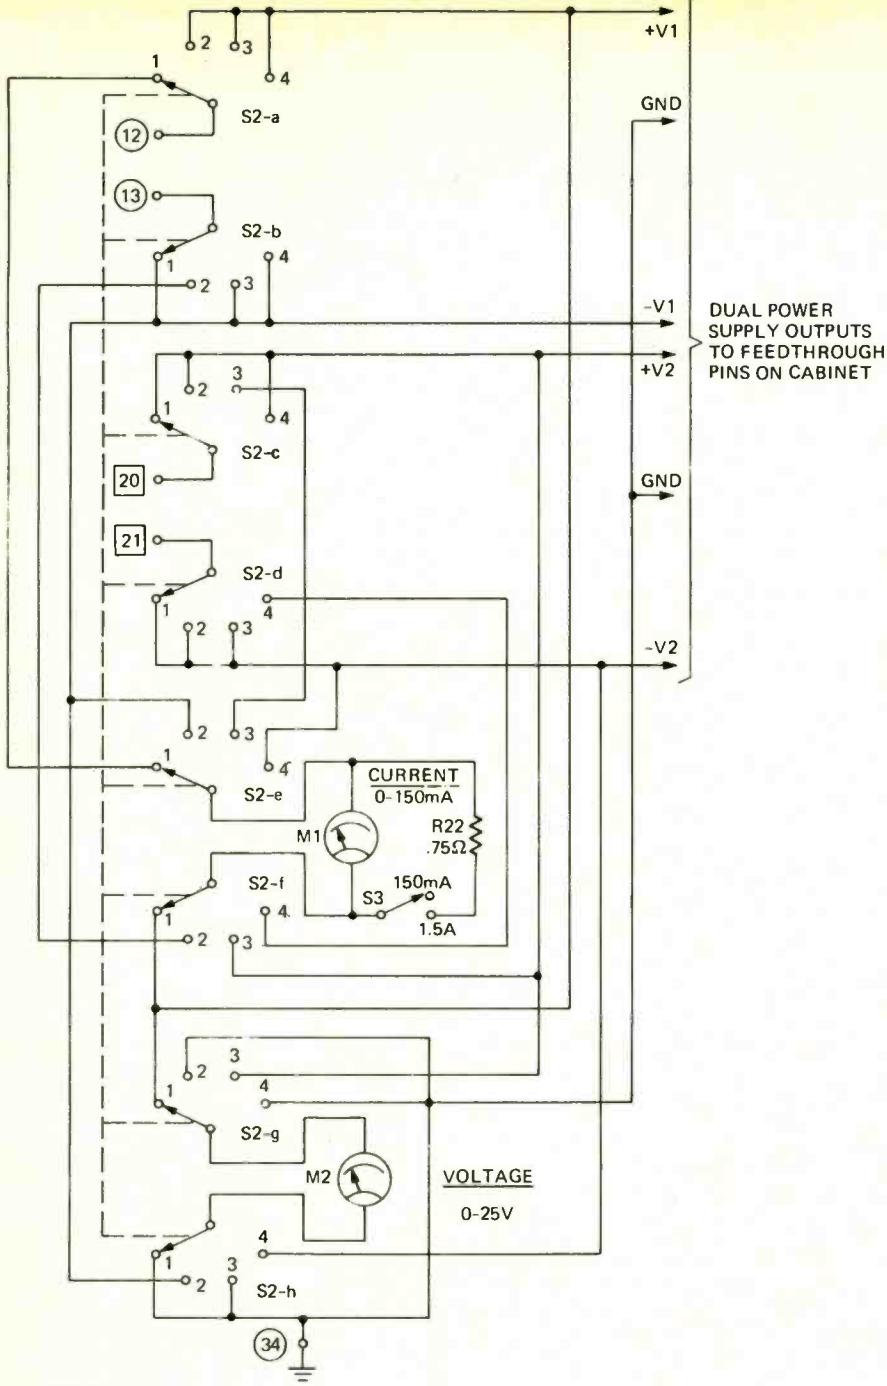 +V1
2
3
1
4
S2-a
12
GND
13
S2-b
1
4
2
3
-V1
DUAL POWER
SUPPLY OUTPUTS
TO FEEDTHROUGH
PINS ON CABINET
+V2
2
3
1
4
S2-c
20
GND
21
S2-d
1
4
2
3
-V2
2
3
1
4
S2-e
CURRENT
0-150mA
M1
R22
.75Ω
S2-f
150mA
S3
1
4
1.5A
2
3
3
2
1
4
S2-g
M2
VOLTAGE
0-25V
4
1
3
2
S2-h
34